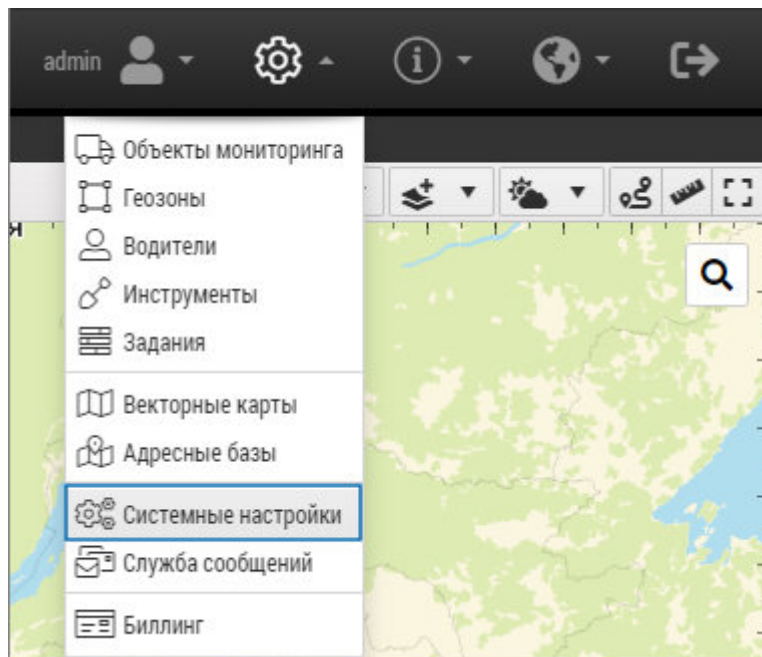 admin
Объекты мониторинга
Геозоны
Водители
Инструменты
Задания
Векторные карты
Адресные базы
Системные настройки
Служба сообщений
Биллинг